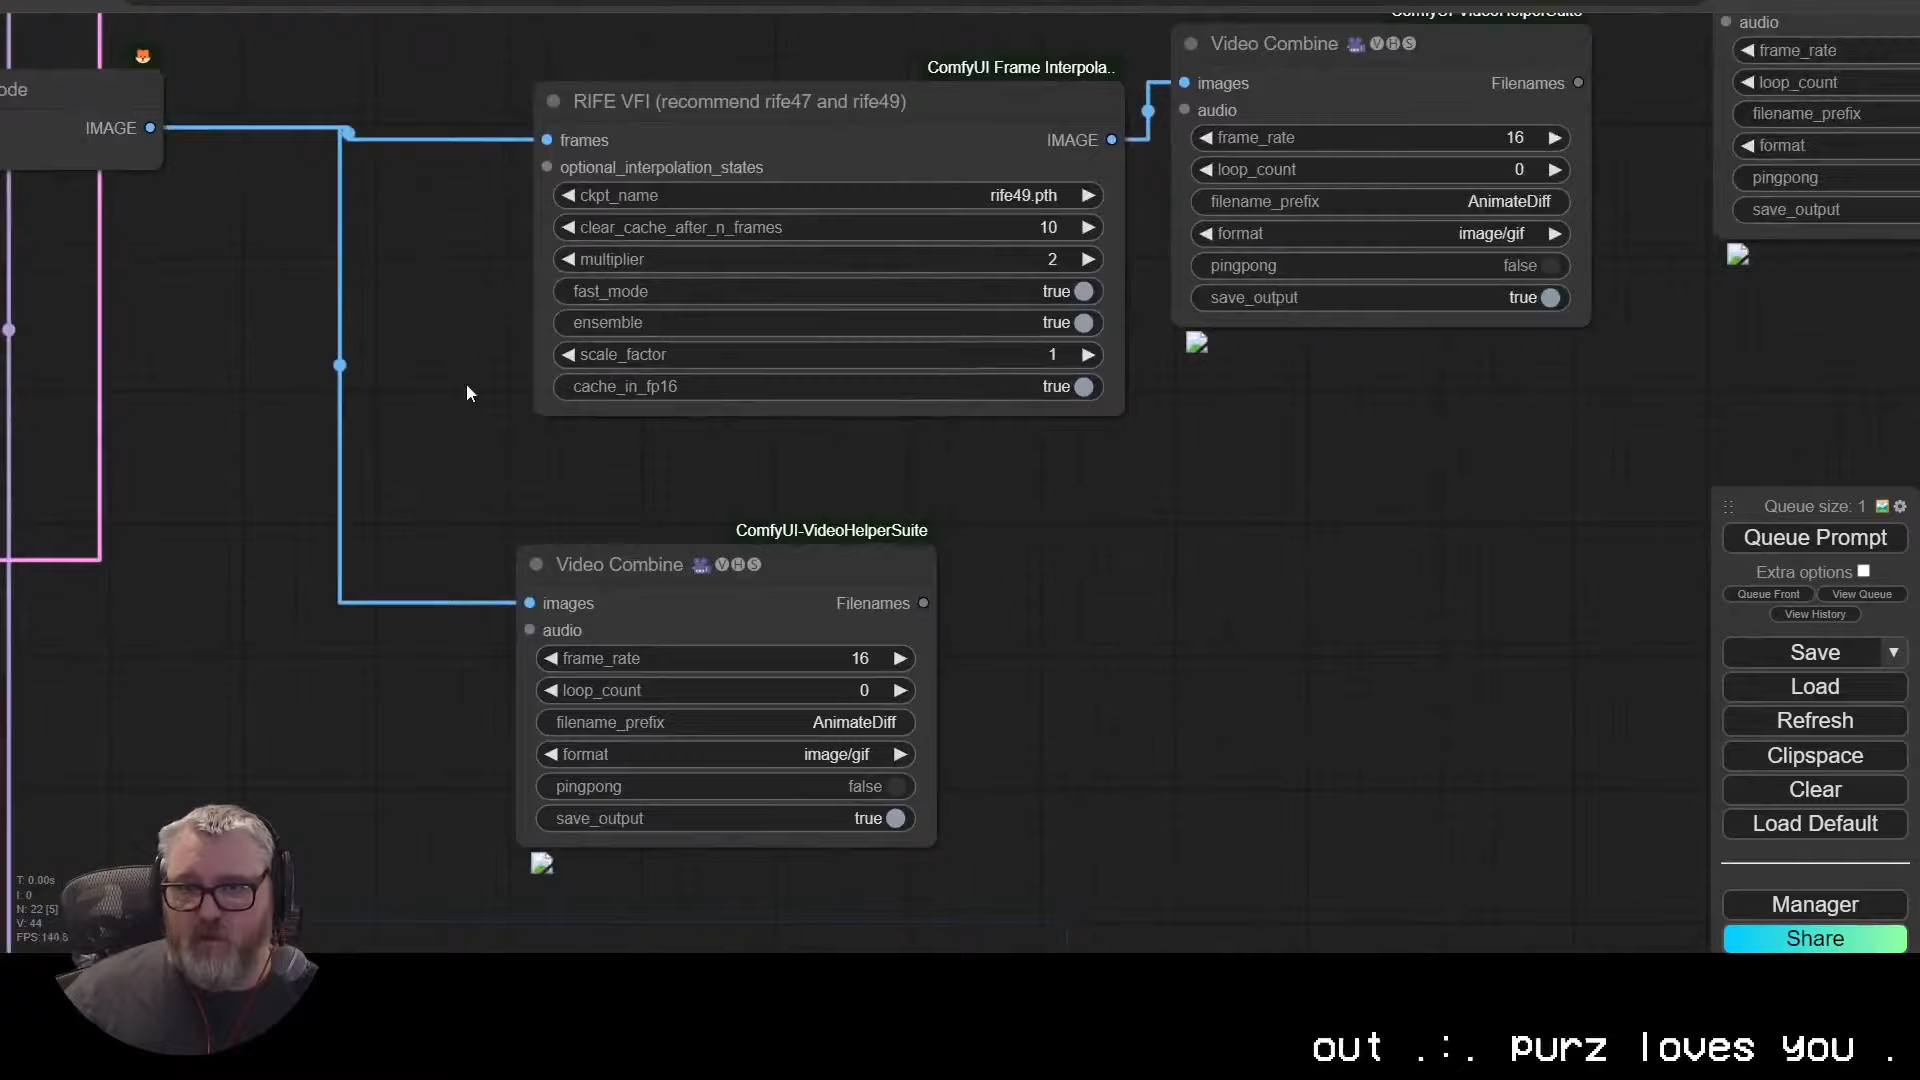 ode
IMAGE
ComfyUI Frame Interpola..
RIFE VFI (recommend rife47 and rife49)
frames
IMAGE
optional_interpolation_states
ckpt_name rife49.pth
clear_cache_after_n_frames 10
multiplier 2
fast_mode true
ensemble true
scale_factor 1
cache_in_fp16 true
ComfyUI-VideoHelperSuite
Video Combine VHS
images
Filenames
audio
frame_rate 16
loop_count 0
filename_prefix AnimateDiff
format image/gif
pingpong false
save_output true
audio
frame_rate
loop_count
filename_prefix
format
pingpong
save_output
ComfyUI-VideoHelperSuite
Video Combine VHS
images
Filenames
audio
frame_rate 16
loop_count 0
filename_prefix AnimateDiff
format image/gif
pingpong false
save_output true
Queue size: 1
Queue Prompt
Extra options
Queue Front
View Queue
View History
Save
Load
Refresh
Clipspace
Clear
Load Default
Manager
Share
T: 0.00s
I: 0
N: 22 [5]
V: 44
out .:. purz loves you .